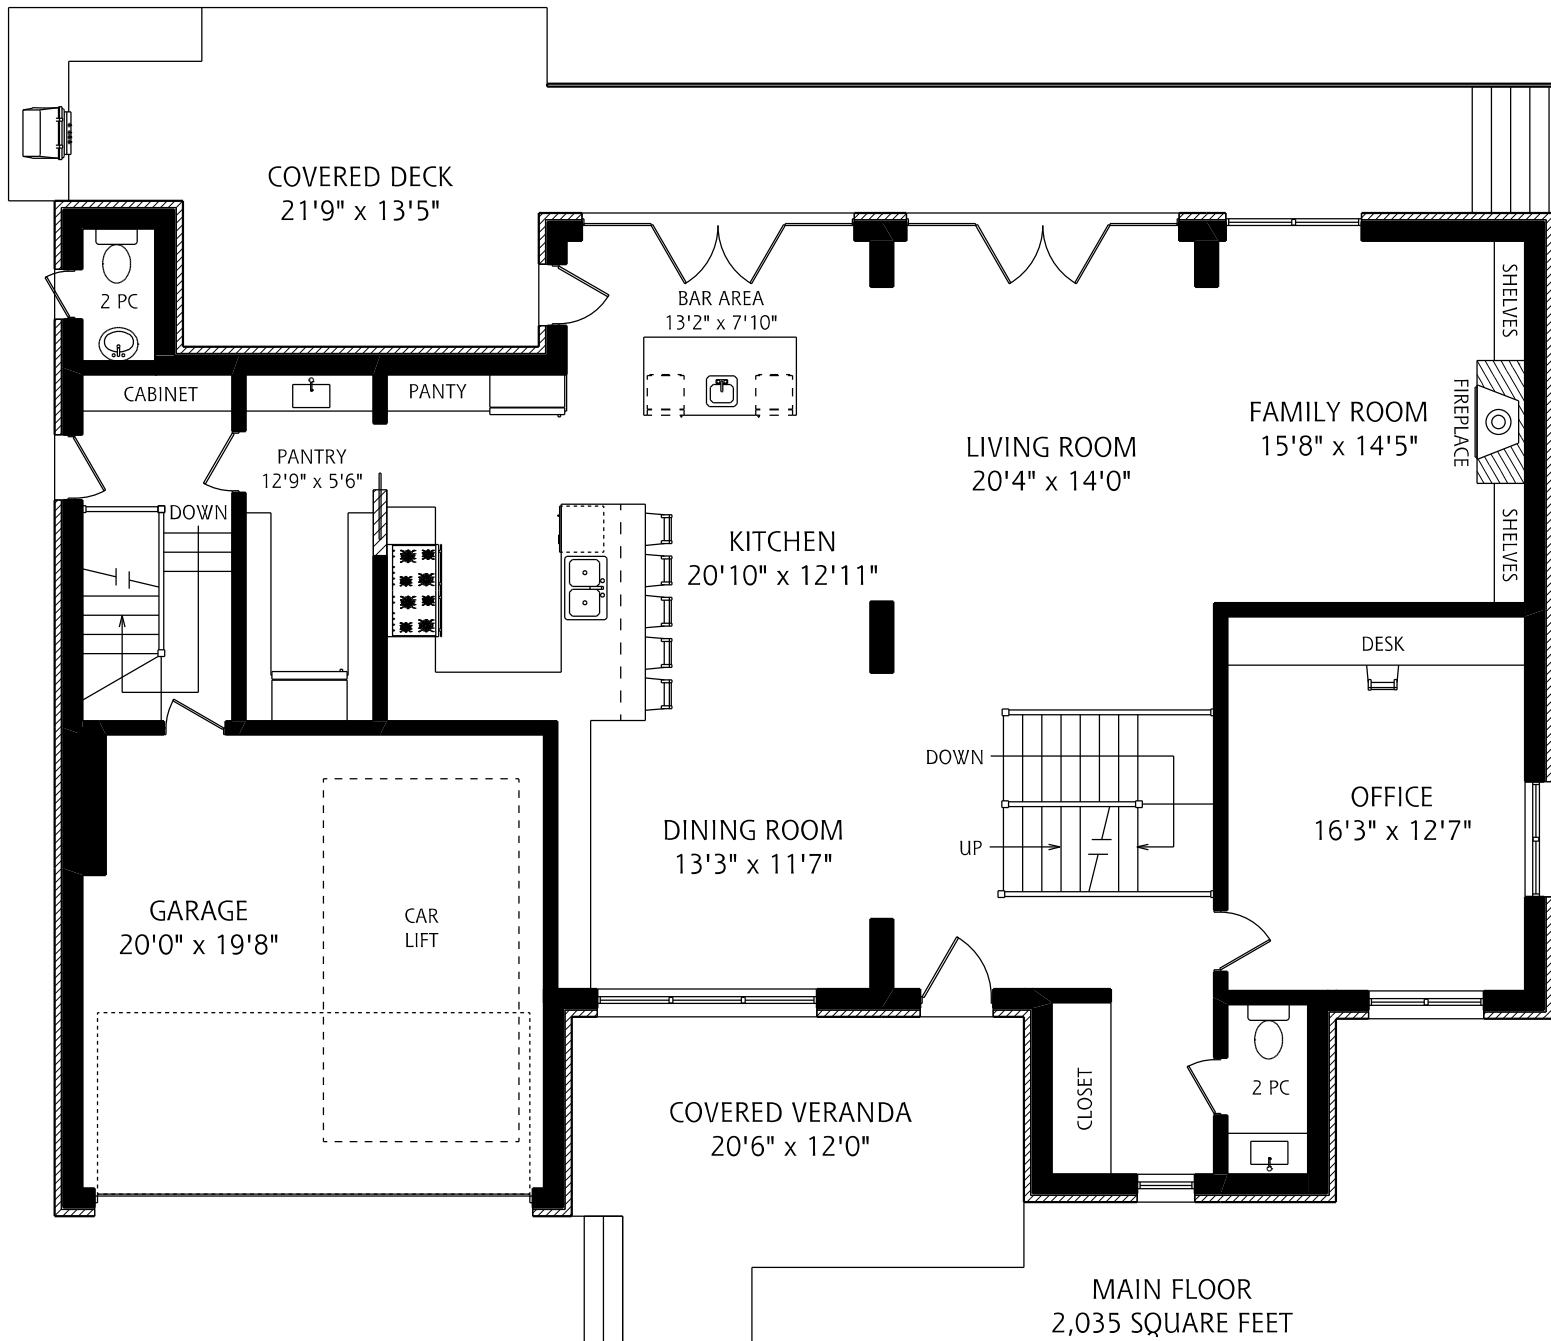 COVERED DECK
21'9" x 13'5"
2 PC
BAR AREA
13'2" x 7'10"
SHELVES
CABINET
PANTY
FIREPLACE
FAMILY ROOM
15'8" x 14'5"
LIVING ROOM
20'4" x 14'0"
PANTRY
12'9" x 5'6"
DOWN
KITCHEN
20'10" x 12'11"
SHELVES
DESK
DOWN
OFFICE
16'3" x 12'7"
DINING ROOM
13'3" x 11'7"
UP
GARAGE
20'0" x 19'8"
CAR
LIFT
CLOSET
2 PC
COVERED VERANDA
20'6" x 12'0"
MAIN FLOOR
2,035 SQUARE FEET